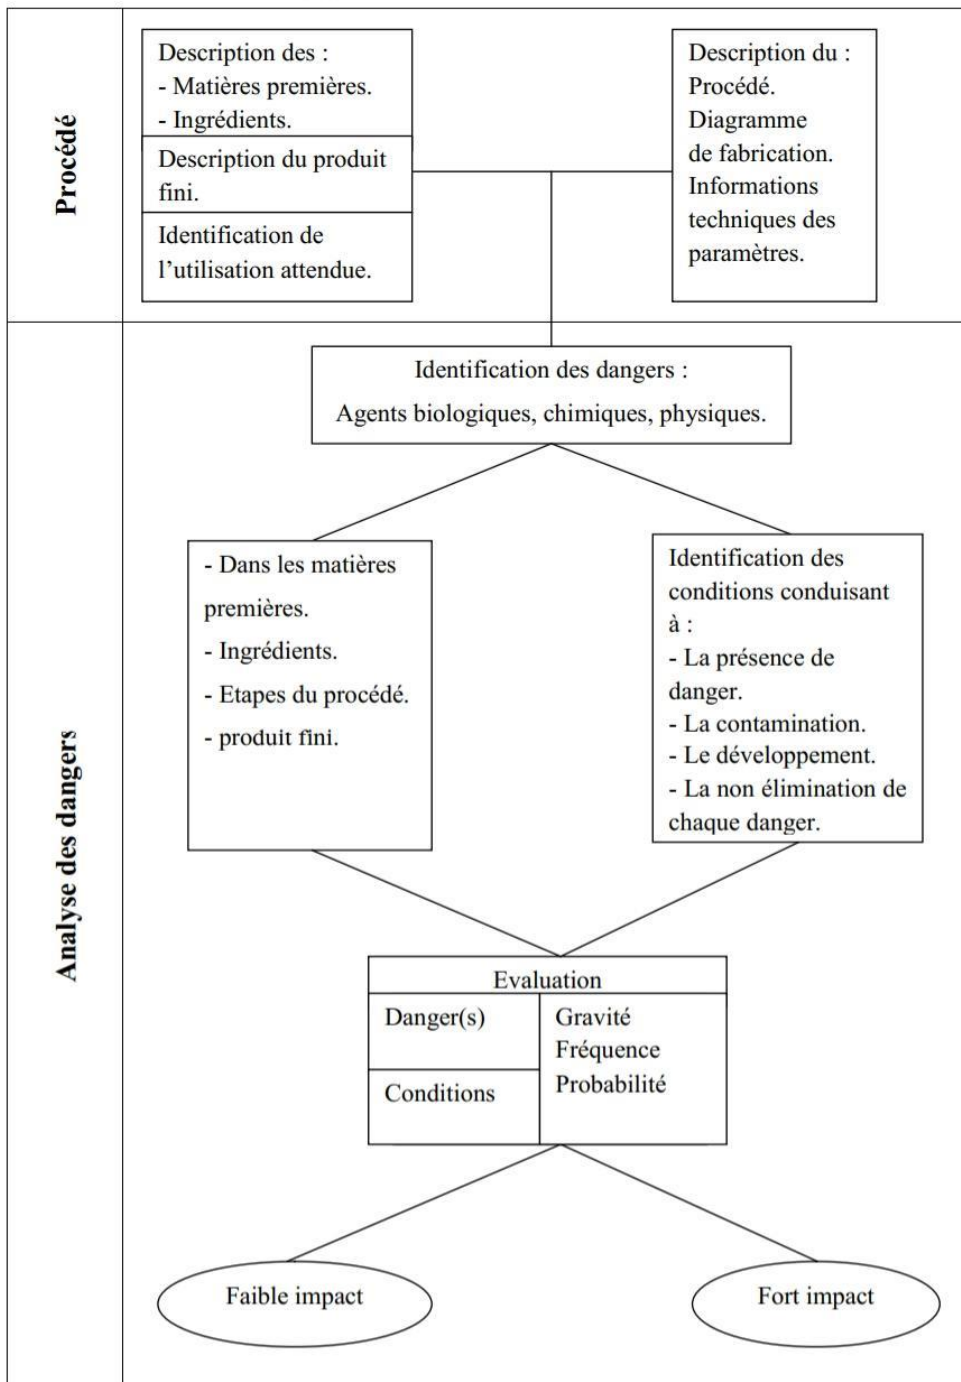 Procédé
Description des :
- Matières premières.
- Ingrédients.
Description du produit
fini.
Identification de
l’utilisation attendue.
Description du :
Procédé.
Diagramme
de fabrication.
Informations
techniques des
paramètres.
Analyse des dangers
Identification des dangers :
Agents biologiques, chimiques, physiques.
- Dans les matières
premières.
- Ingrédients.
- Etapes du procédé.
- produit fini.
Identification des
conditions conduisant
à :
- La présence de
danger.
- La contamination.
- Le développement.
- La non élimination de
chaque danger.
Evaluation
Danger(s)
Conditions
Gravité
Fréquence
Probabilité
Faible impact
Fort impact